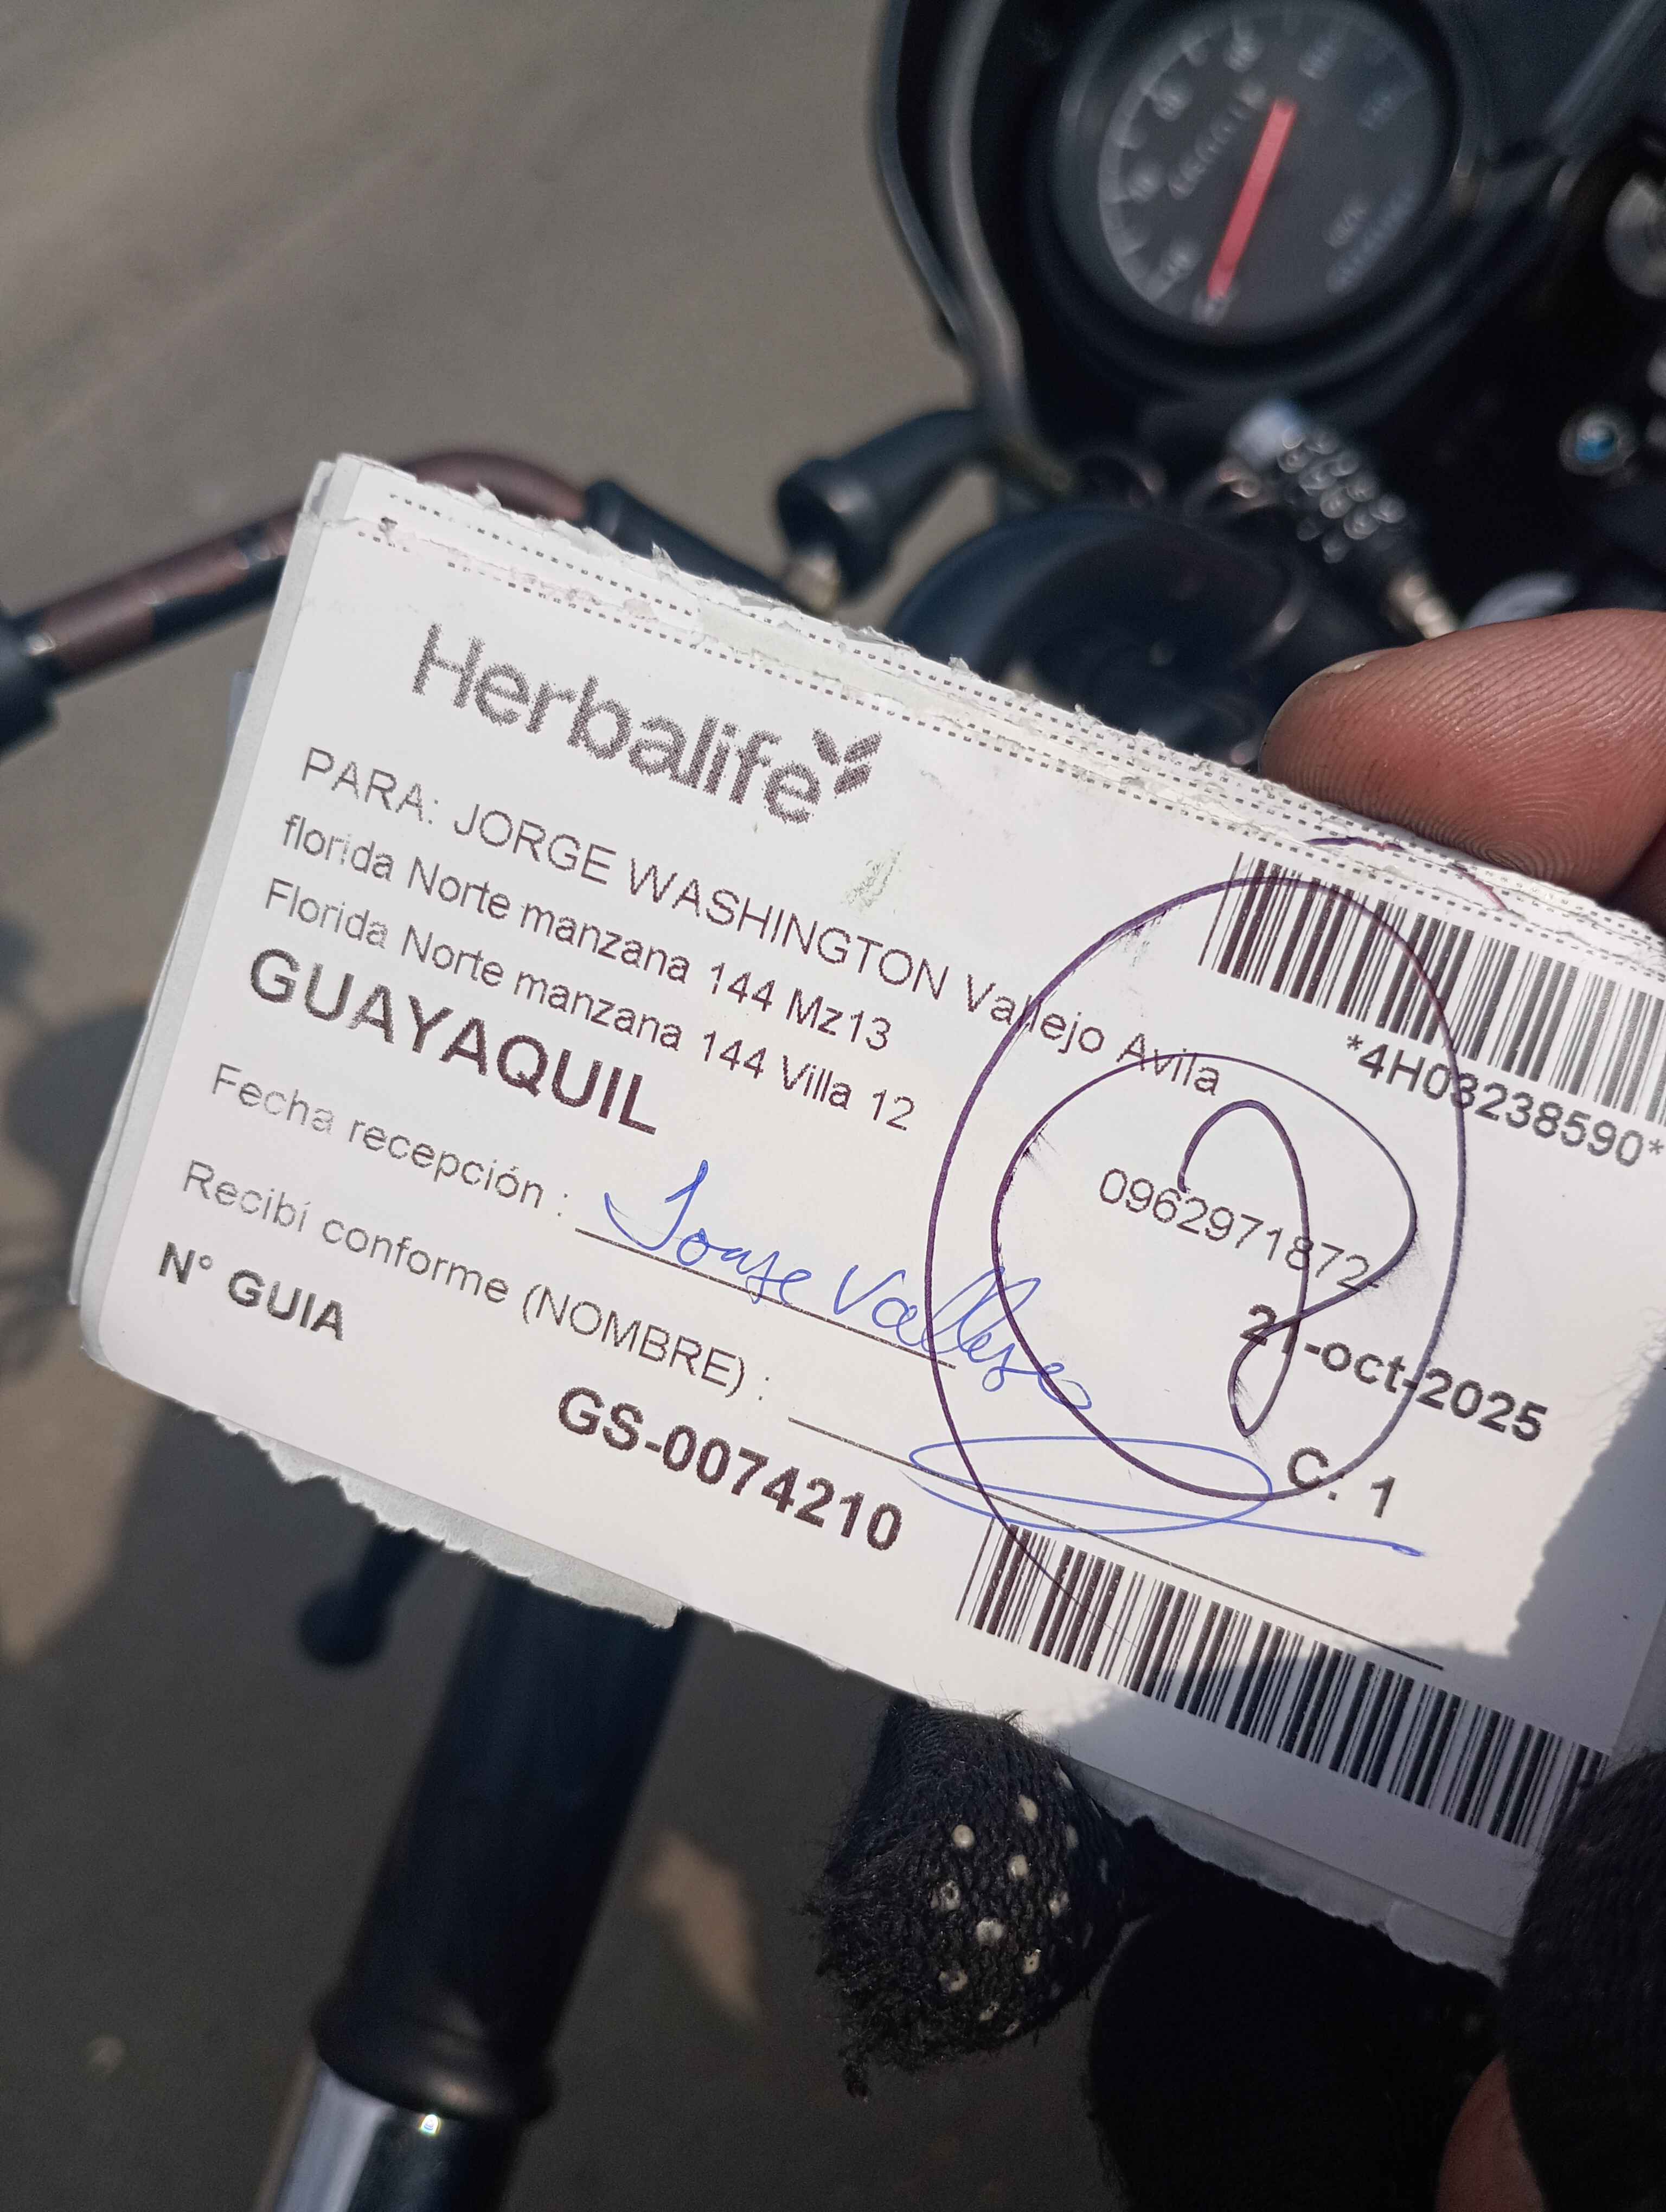 Herbalife
PARA: JORGE WASHINGTON Vallejo Avila
florida Norte manzana 144 Mz13
Florida Norte manzana 144 Villa 12
GUAYAQUIL
*4H03238590*
0962971872
Fecha recepción : Jorge Vallejo
21-oct-2025
Recibí conforme (NOMBRE) :
C. 1
N° GUIA
GS-0074210